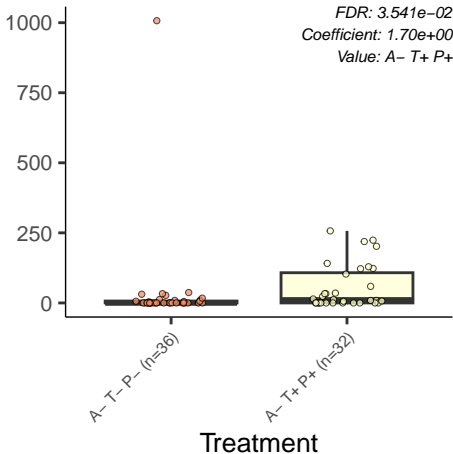 FDR: 3.541e−02
Coefficient: 1.70e+00
Value: A− T+ P+
1000
750
500
250
0
A− T− P− (n=36)
A− T+ P+ (n=32)
Treatment